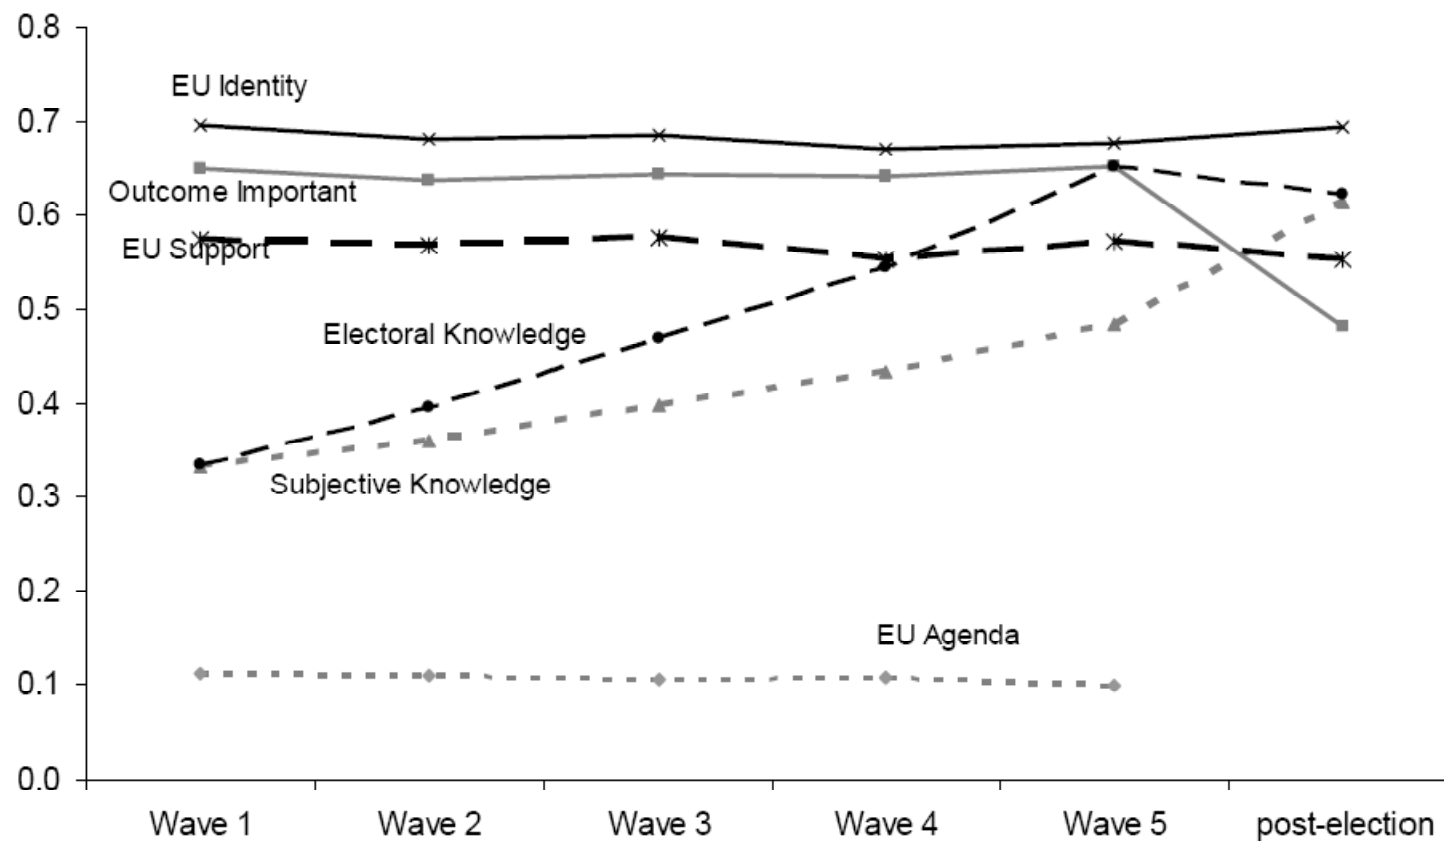 0.8
EU Identity
0.7
Outcome Important
0.6
EU Support
0.5
Electoral Knowledge
0.4
Subjective Knowledge
0.3
0.2
EU Agenda
0.1
0.0
Wave 1 Wave 2 Wave 3 Wave 4 Wave 5 post-election